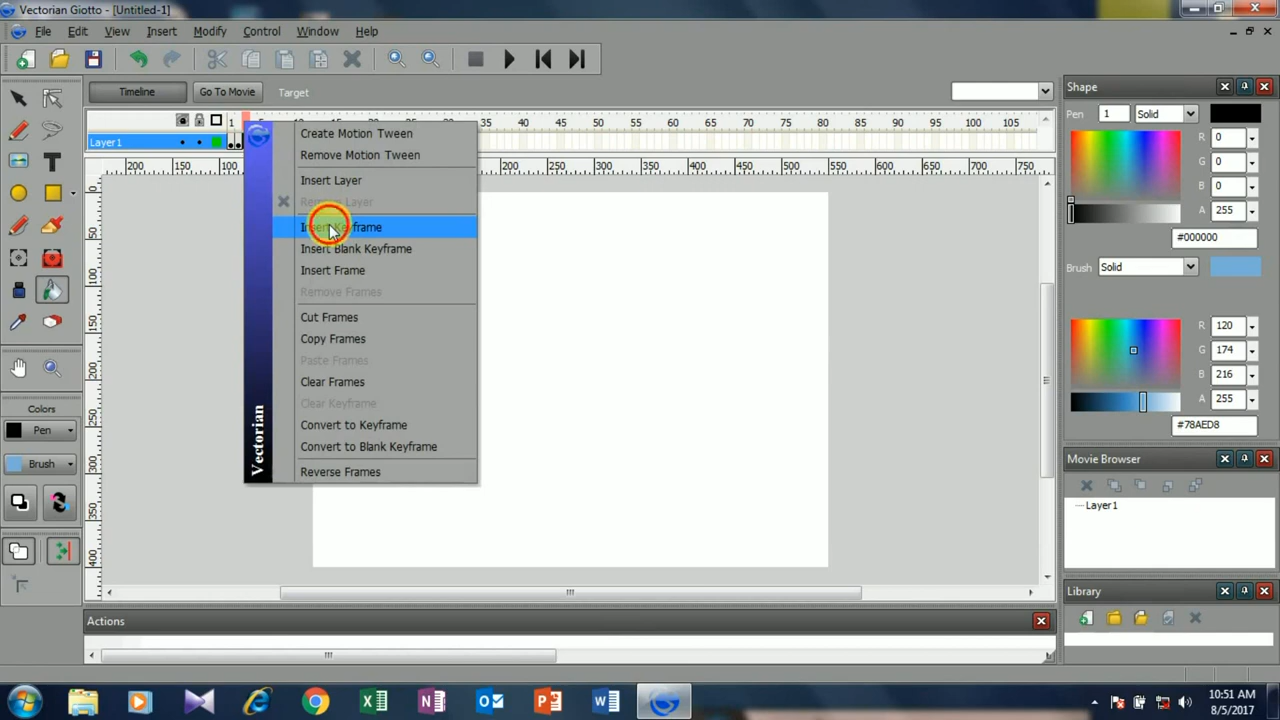 Vectorian Giotto - [Untitled-1]
File Edit View Insert Modify Control Window Help
Timeline Go To Movie Target
1 35 40 45 50 55 60 65 70 75 80 85 90 95 100 105
Layer1
200 150 100 200 250 300 350 400 450 500 550 600 650 700 750
0 50 100 150 200 250 300 350 400
Create Motion Tween
Remove Motion Tween
Insert Layer
Remove Layer
Insert Keyframe
Insert Blank Keyframe
Insert Frame
Remove Frames
Cut Frames
Copy Frames
Paste Frames
Clear Frames
Clear Keyframe
Convert to Keyframe
Convert to Blank Keyframe
Reverse Frames
Vectorian
Colors
Pen
Brush
Actions
Shape
Pen 1 Solid
R 0
G 0
B 0
A 255
#000000
Brush Solid
R 120
G 174
B 216
A 255
#78AED8
Movie Browser
Layer1
Library
10:51 AM
8/5/2017